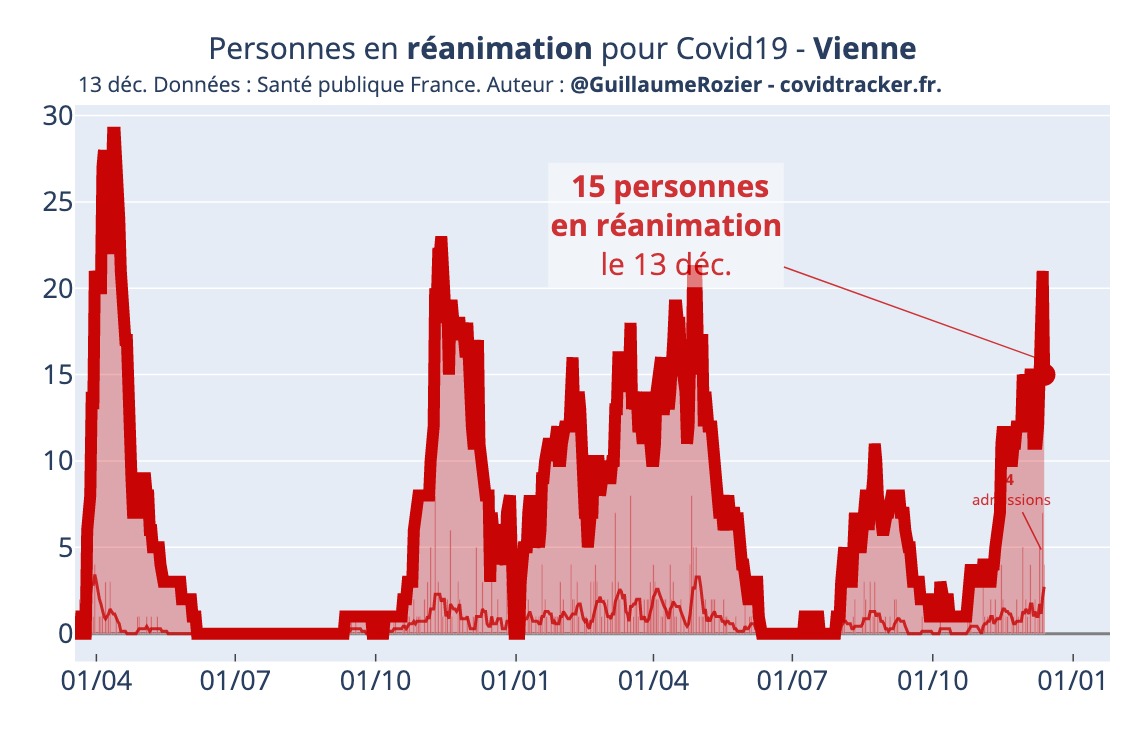 Personnes en réanimation pour Covid19 - Vienne
13 déc. Données : Santé publique France. Auteur : @GuillaumeRozier - covidtracker.fr.
30
25
20
15
10
5
0
15 personnes
en réanimation
le 13 déc.
4
admissions
01/04
01/07
01/10
01/01
01/04
01/07
01/10
01/01